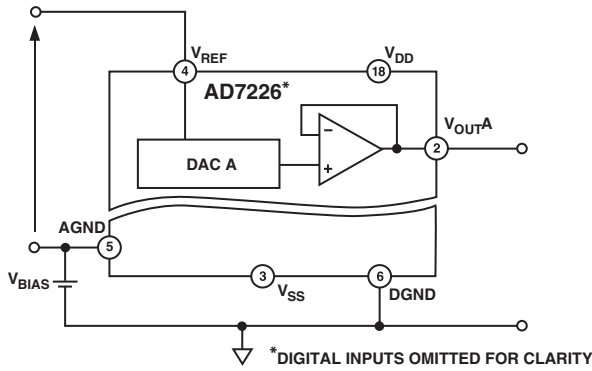 VREF
4
VDD
18
AD7226*
DAC A
−
+
VOUTA
2
AGND
5
VBIAS
3
VSS
6
DGND
*DIGITAL INPUTS OMITTED FOR CLARITY